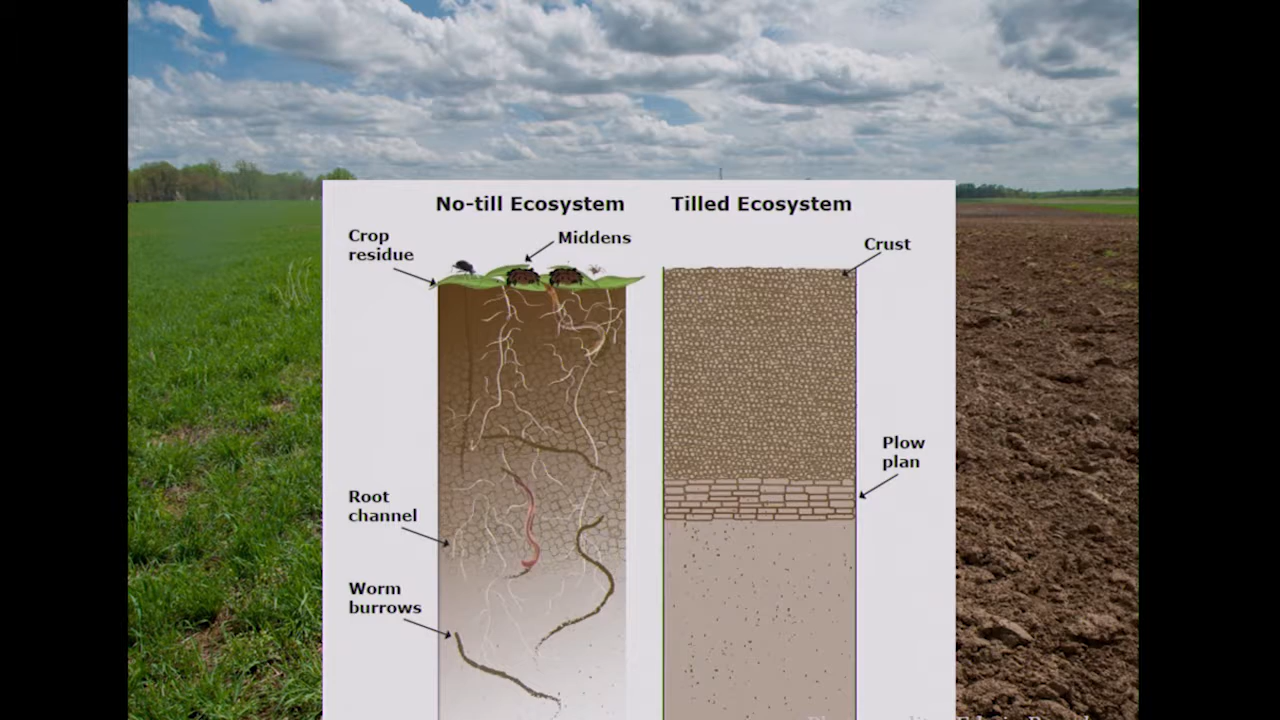 No-till Ecosystem
Tilled Ecosystem
Crop
residue
Middens
Crust
Plow
plan
Root
channel
Worm
burrows